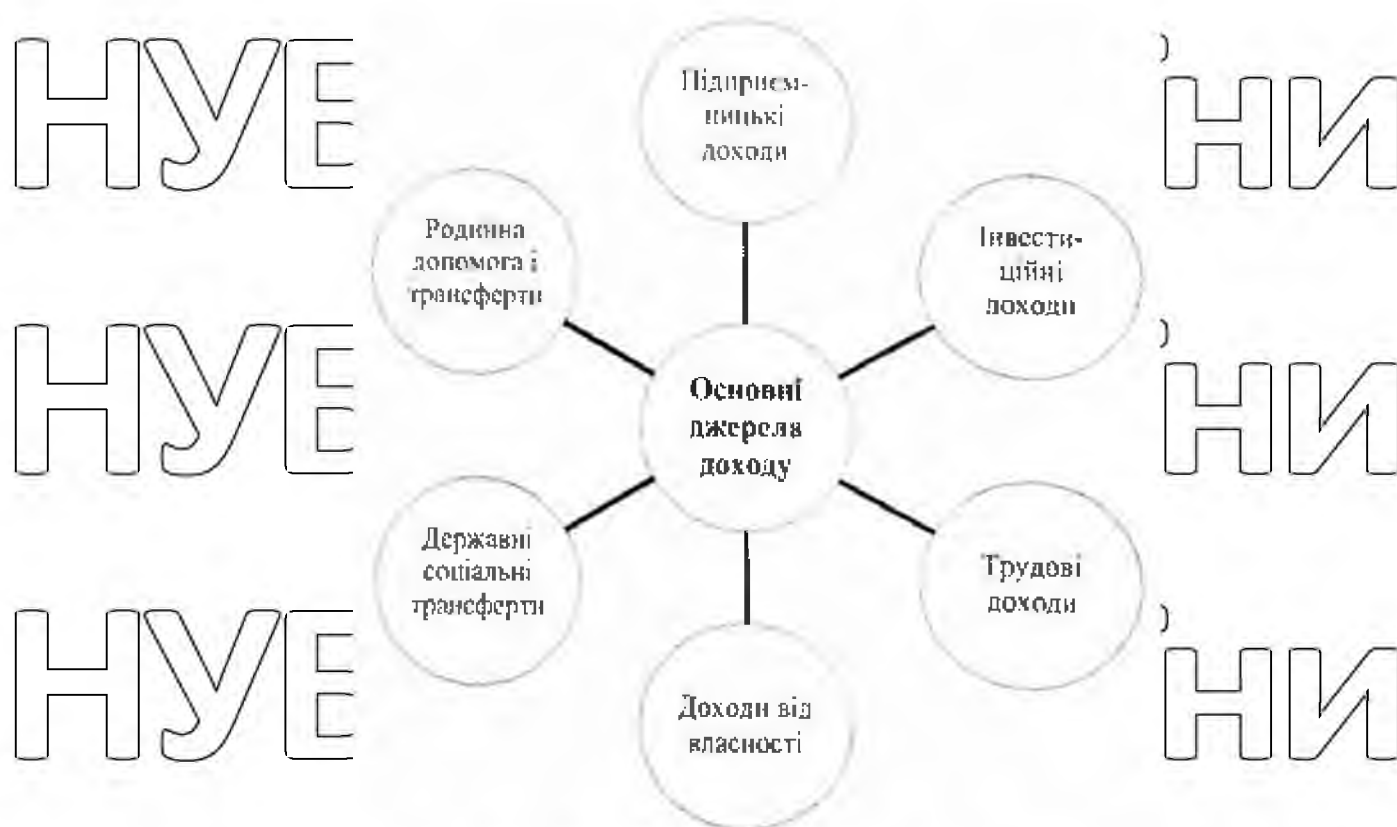 НУБ
НИ
Підприєм-
ницькі
доходи
Родинна
допомога і
трансферти
Інвести-
ційні
доходи
НУБ
НИ
Основні
джерела
доходу
Державні
соціальні
трансферти
Трудові
доходи
НУБ
НИ
Доходи від
власності